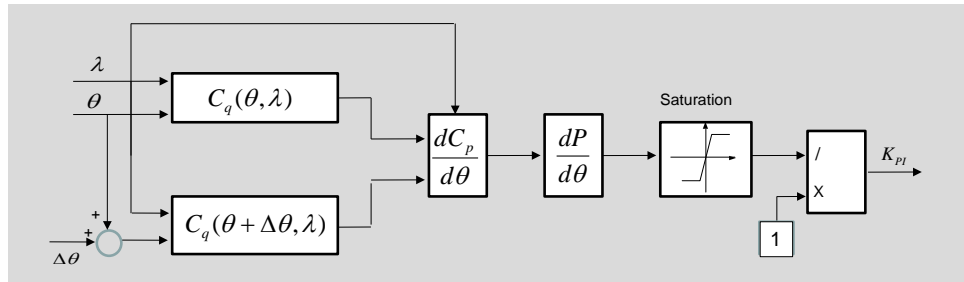 λ
θ
C_q(θ,λ)
Saturation
dC_p
dθ
dP
dθ
/
X
K_PI
+
+
Δθ
C_q(θ + Δθ,λ)
1